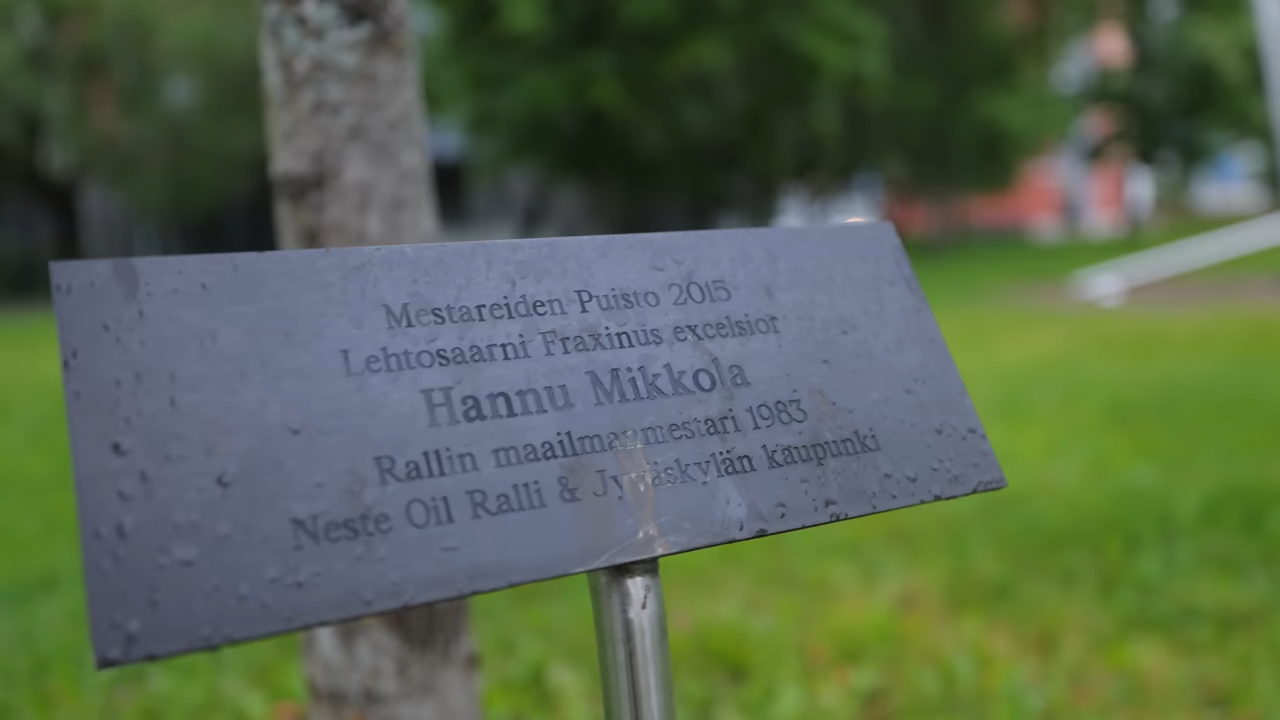 Mestareiden Puisto 2015
Lehtosaarni Fraxinus excelsior
Hannu Mikkola
Rallin maailmanmestari 1983
Neste Oil Ralli & Jyväskylän kaupunki